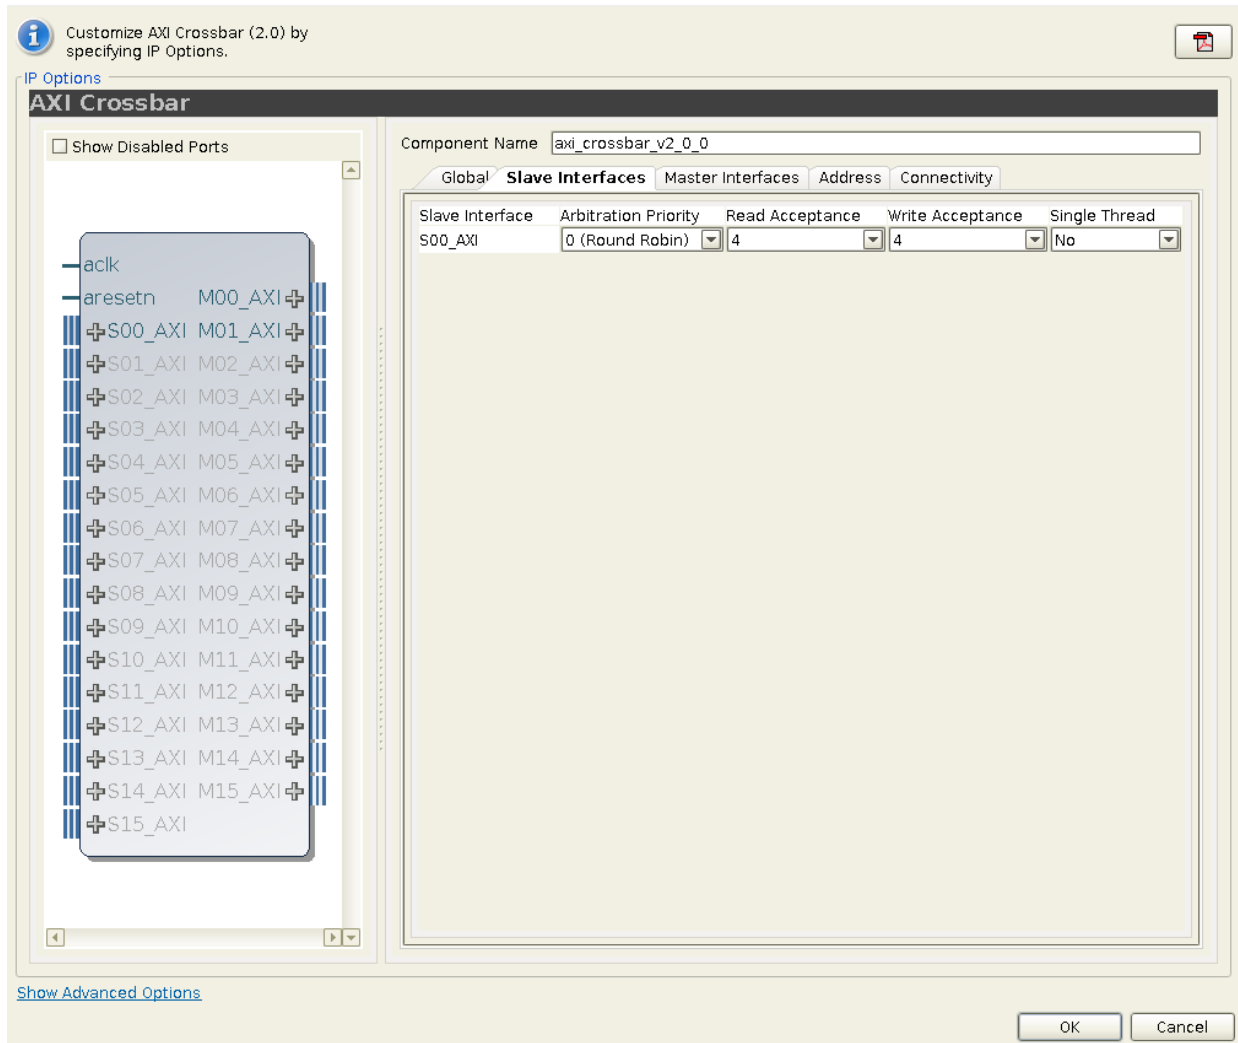 Customize AXI Crossbar (2.0) by
specifying IP Options.
IP Options
AXI Crossbar
Show Disabled Ports
aclk
aresetn M00_AXI
S00_AXI M01_AXI
S01_AXI M02_AXI
S02_AXI M03_AXI
S03_AXI M04_AXI
S04_AXI M05_AXI
S05_AXI M06_AXI
S06_AXI M07_AXI
S07_AXI M08_AXI
S08_AXI M09_AXI
S09_AXI M10_AXI
S10_AXI M11_AXI
S11_AXI M12_AXI
S12_AXI M13_AXI
S13_AXI M14_AXI
S14_AXI M15_AXI
S15_AXI
Component Name axi_crossbar_v2_0_0
Global Slave Interfaces Master Interfaces Address Connectivity
Slave Interface Arbitration Priority Read Acceptance Write Acceptance Single Thread
S00_AXI 0 (Round Robin) 4 4 No
Show Advanced Options
OK Cancel